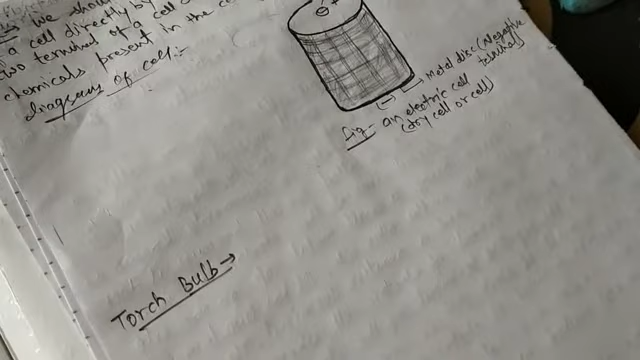 we shou
a cell directly by
two terminal of a cell
chemicals present in the ce
diagram of cell:-
+
metal disc (Negative
terminal)
(-)
fig- an electric cell
(dry cell or cell)
Torch Bulb→